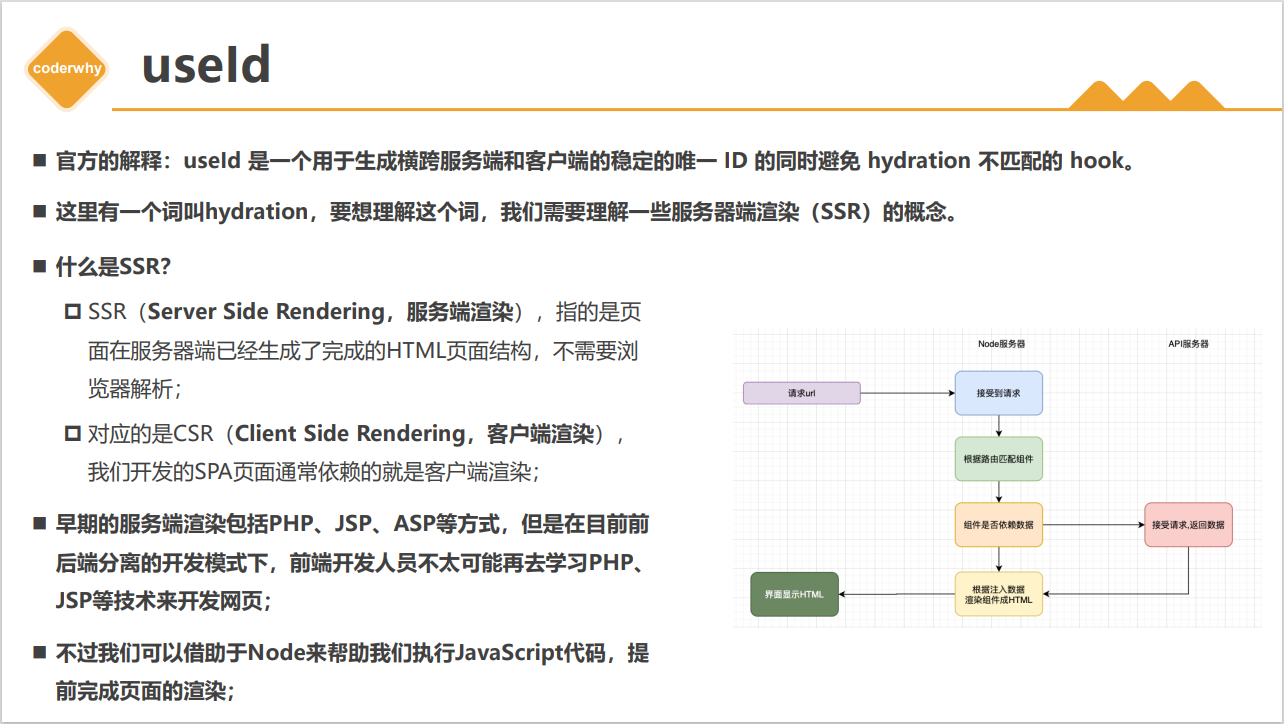 coderwhy
useId
官方的解释：useId 是一个用于生成横跨服务端和客户端的稳定的唯一 ID 的同时避免 hydration 不匹配的 hook。
这里有一个词叫hydration，要想理解这个词，我们需要理解一些服务器端渲染（SSR）的概念。
什么是SSR？
SSR（Server Side Rendering，服务端渲染），指的是页
面在服务器端已经生成了完成的HTML页面结构，不需要浏
览器解析；
对应的是CSR（Client Side Rendering，客户端渲染），
我们开发的SPA页面通常依赖的就是客户端渲染；
早期的服务端渲染包括PHP、JSP、ASP等方式，但是在目前前
后端分离的开发模式下，前端开发人员不太可能再去学习PHP、
JSP等技术来开发网页；
不过我们可以借助于Node来帮助我们执行JavaScript代码，提
前完成页面的渲染；
Node服务器
API服务器
请求url
接受到请求
根据路由匹配组件
组件是否依赖数据
接受请求,返回数据
根据注入数据
渲染组件成HTML
界面显示HTML